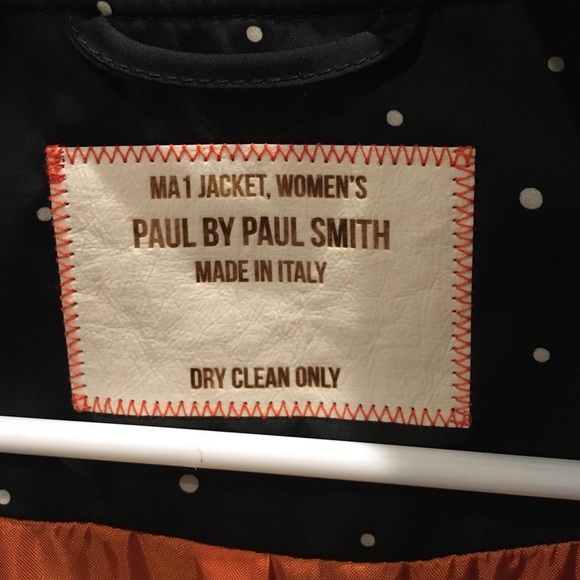 MA1 JACKET, WOMEN'S
PAUL BY PAUL SMITH
MADE IN ITALY
DRY CLEAN ONLY